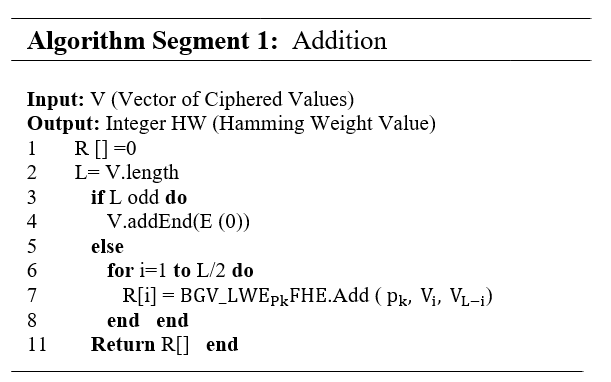 Algorithm Segment 1: Addition
Input: V (Vector of Ciphered Values)
Output: Integer HW (Hamming Weight Value)
1 R [] =0
2 L= V.length
3 if L odd do
4 V.addEnd(E (0))
5 else
6 for i=1 to L/2 do
7 R[i] = BGV_LWE_{Pk}FHE.Add ( p_k, V_i, V_{L−i})
8 end end
11 Return R[] end